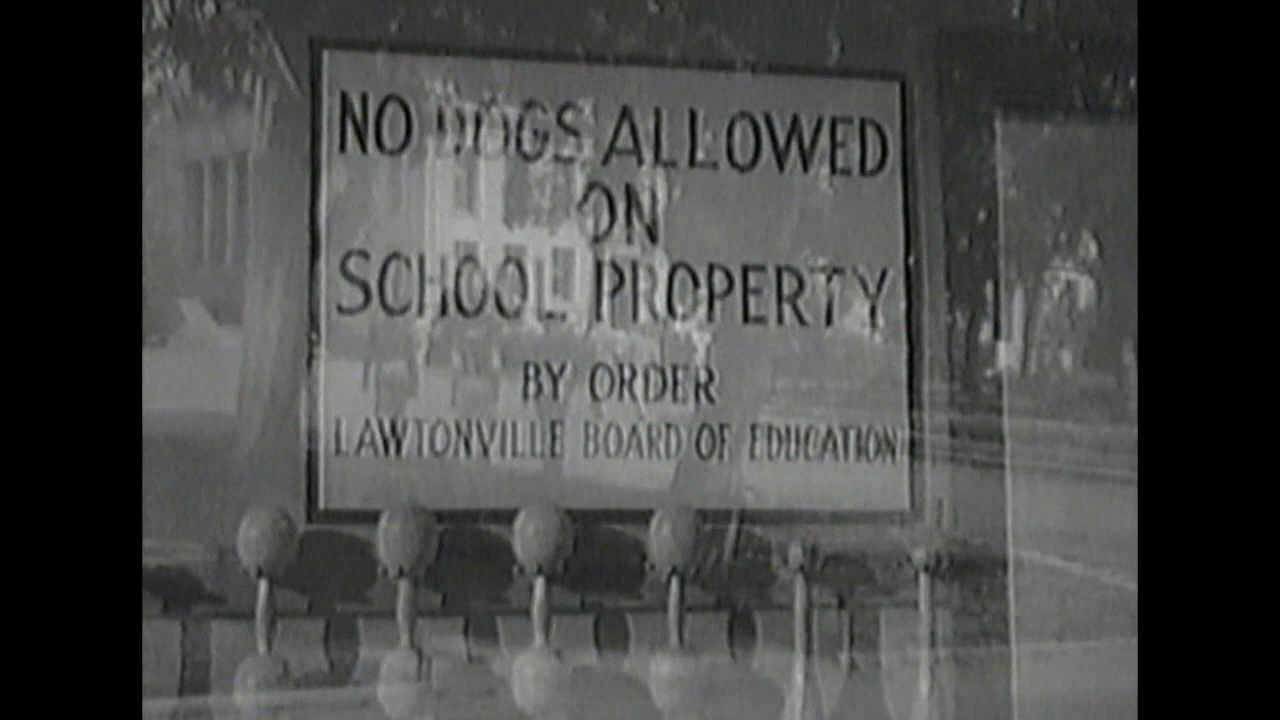 NO DOGS ALLOWED
ON
SCHOOL PROPERTY
BY ORDER
LAWTONVILLE BOARD OF EDUCATION